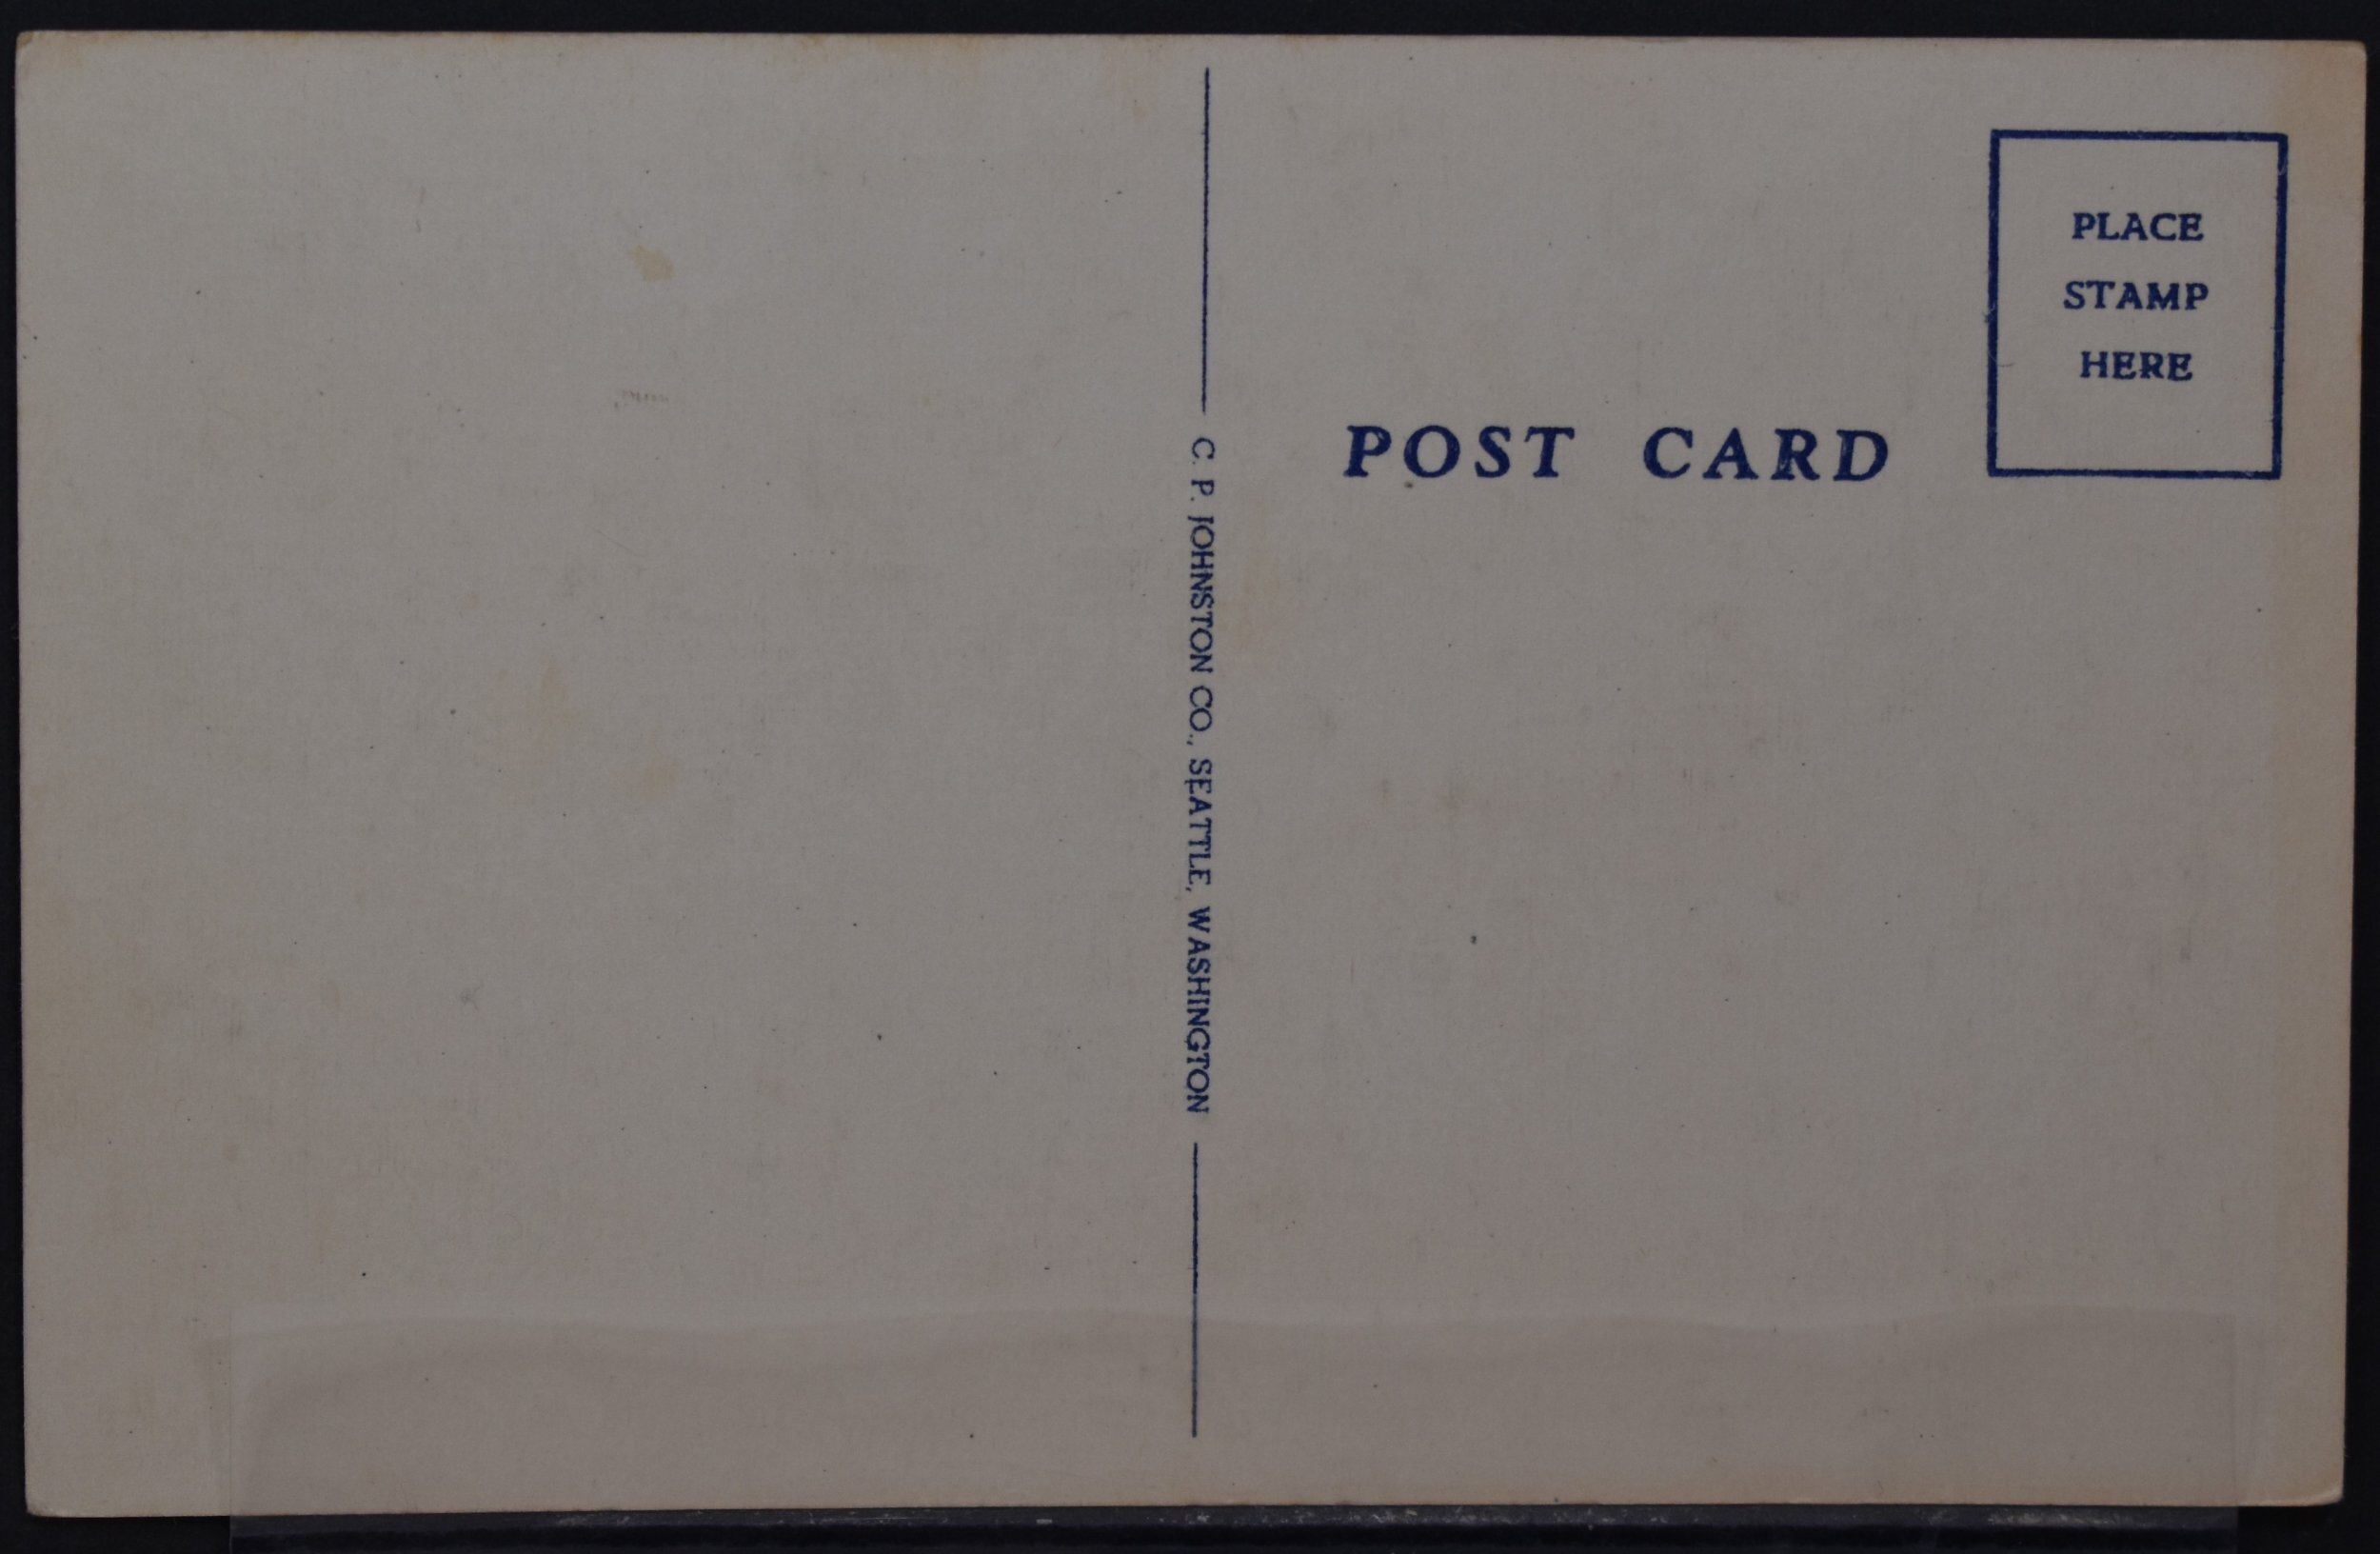 PLACE
STAMP
HERE
POST CARD
C. P. JOHNSTON CO., SEATTLE, WASHINGTON